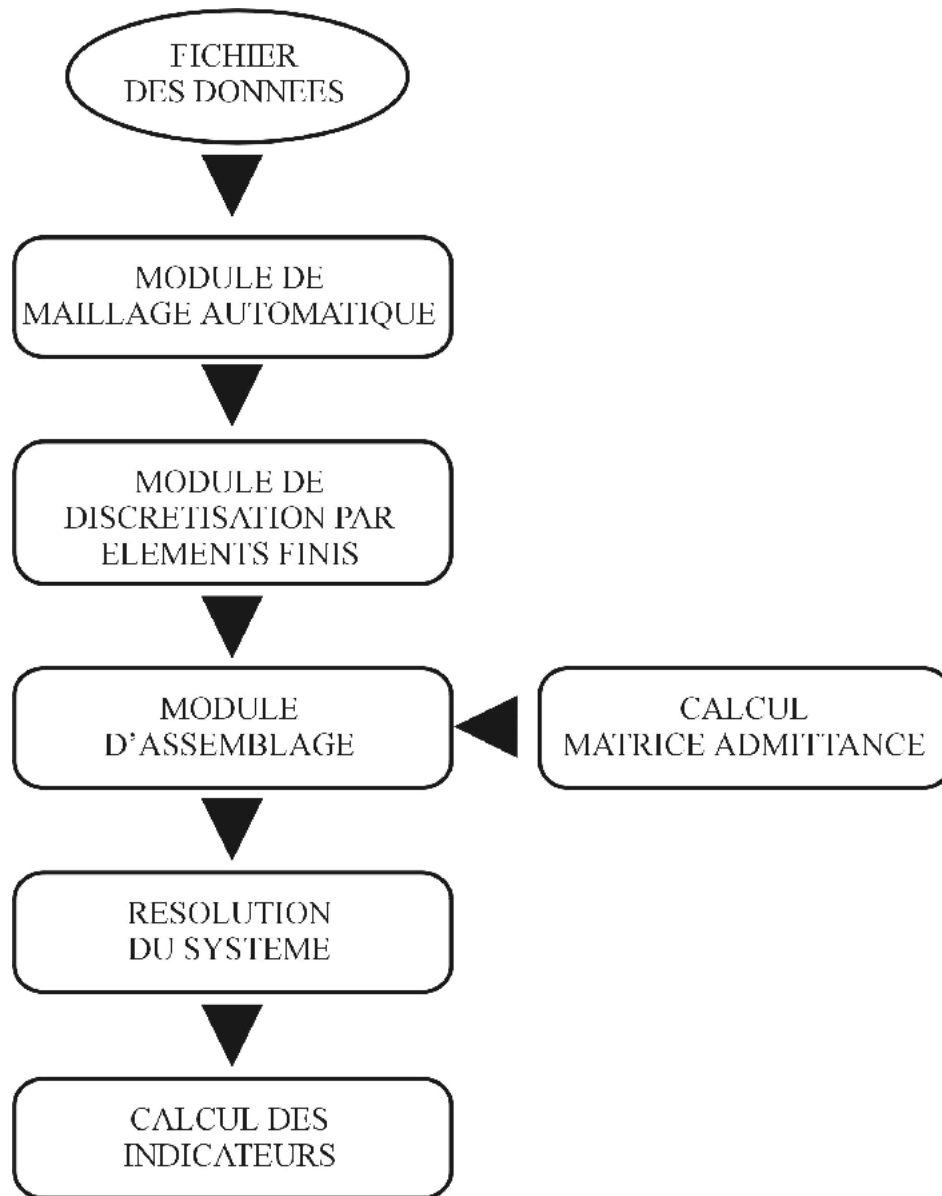 FICHIER
DES DONNEES
MODULE DE
MAILLAGE AUTOMATIQUE
MODULE DE
DISCRETISATION PAR
ELEMENTS FINIS
MODULE
D'ASSEMBLAGE
CALCUL
MATRICE ADMITTANCE
RESOLUTION
DU SYSTEME
CALCUL DES
INDICATEURS